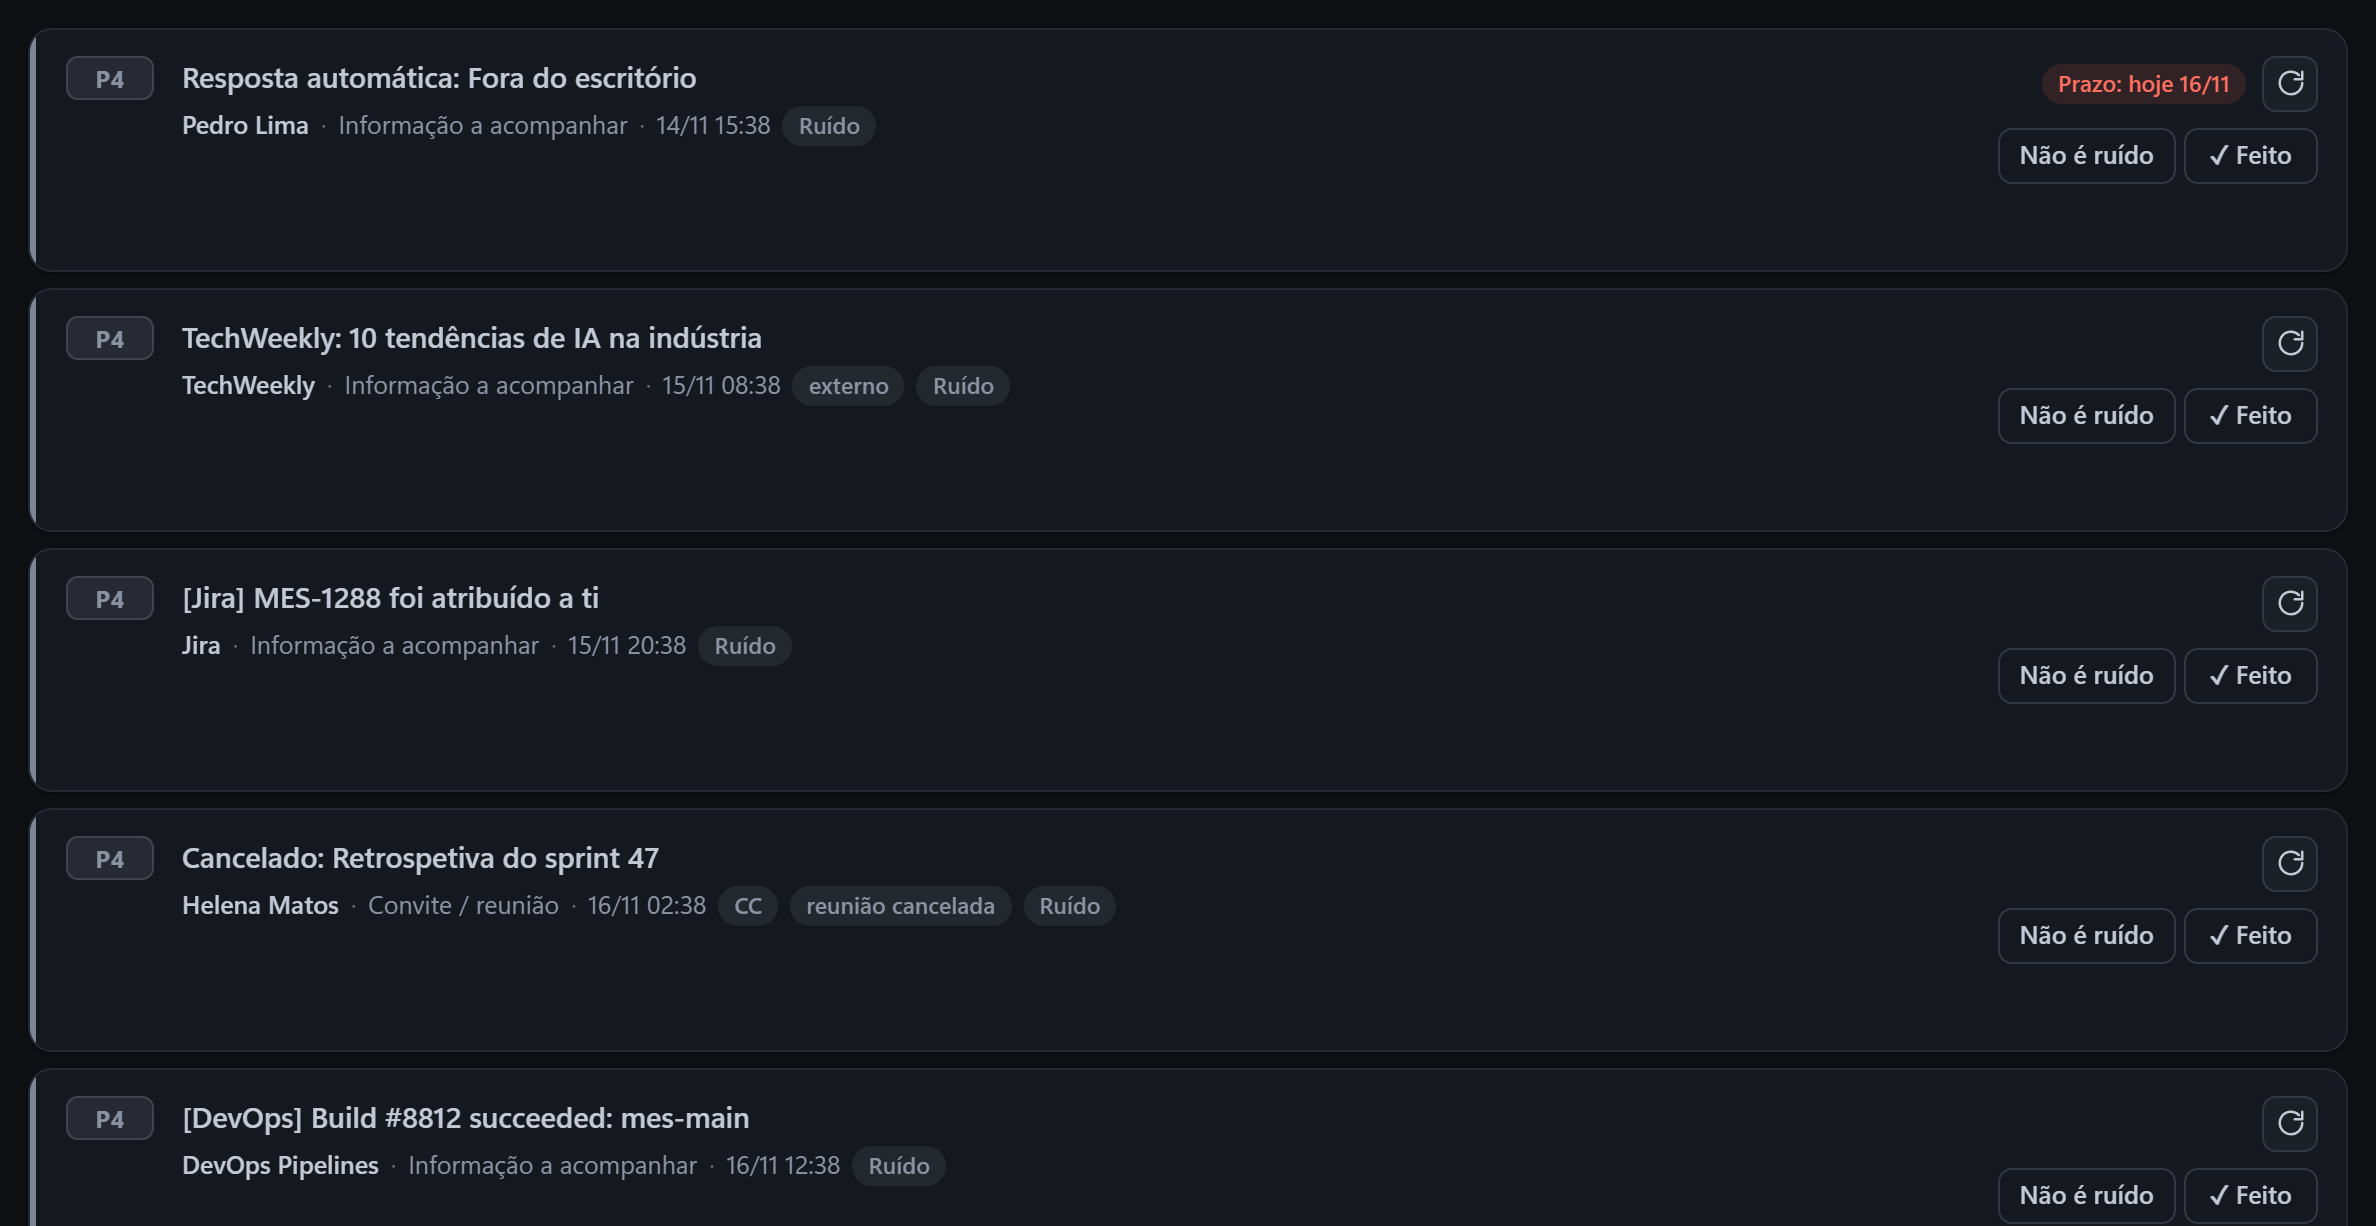 P4 Resposta automática: Fora do escritório Prazo: hoje 16/11
Pedro Lima · Informação a acompanhar · 14/11 15:38 Ruído
Não é ruído ✓ Feito
P4 TechWeekly: 10 tendências de IA na indústria
TechWeekly · Informação a acompanhar · 15/11 08:38 externo Ruído
Não é ruído ✓ Feito
P4 [Jira] MES-1288 foi atribuído a ti
Jira · Informação a acompanhar · 15/11 20:38 Ruído
Não é ruído ✓ Feito
P4 Cancelado: Retrospetiva do sprint 47
Helena Matos · Convite / reunião · 16/11 02:38 CC reunião cancelada Ruído
Não é ruído ✓ Feito
P4 [DevOps] Build #8812 succeeded: mes-main
DevOps Pipelines · Informação a acompanhar · 16/11 12:38 Ruído
Não é ruído ✓ Feito